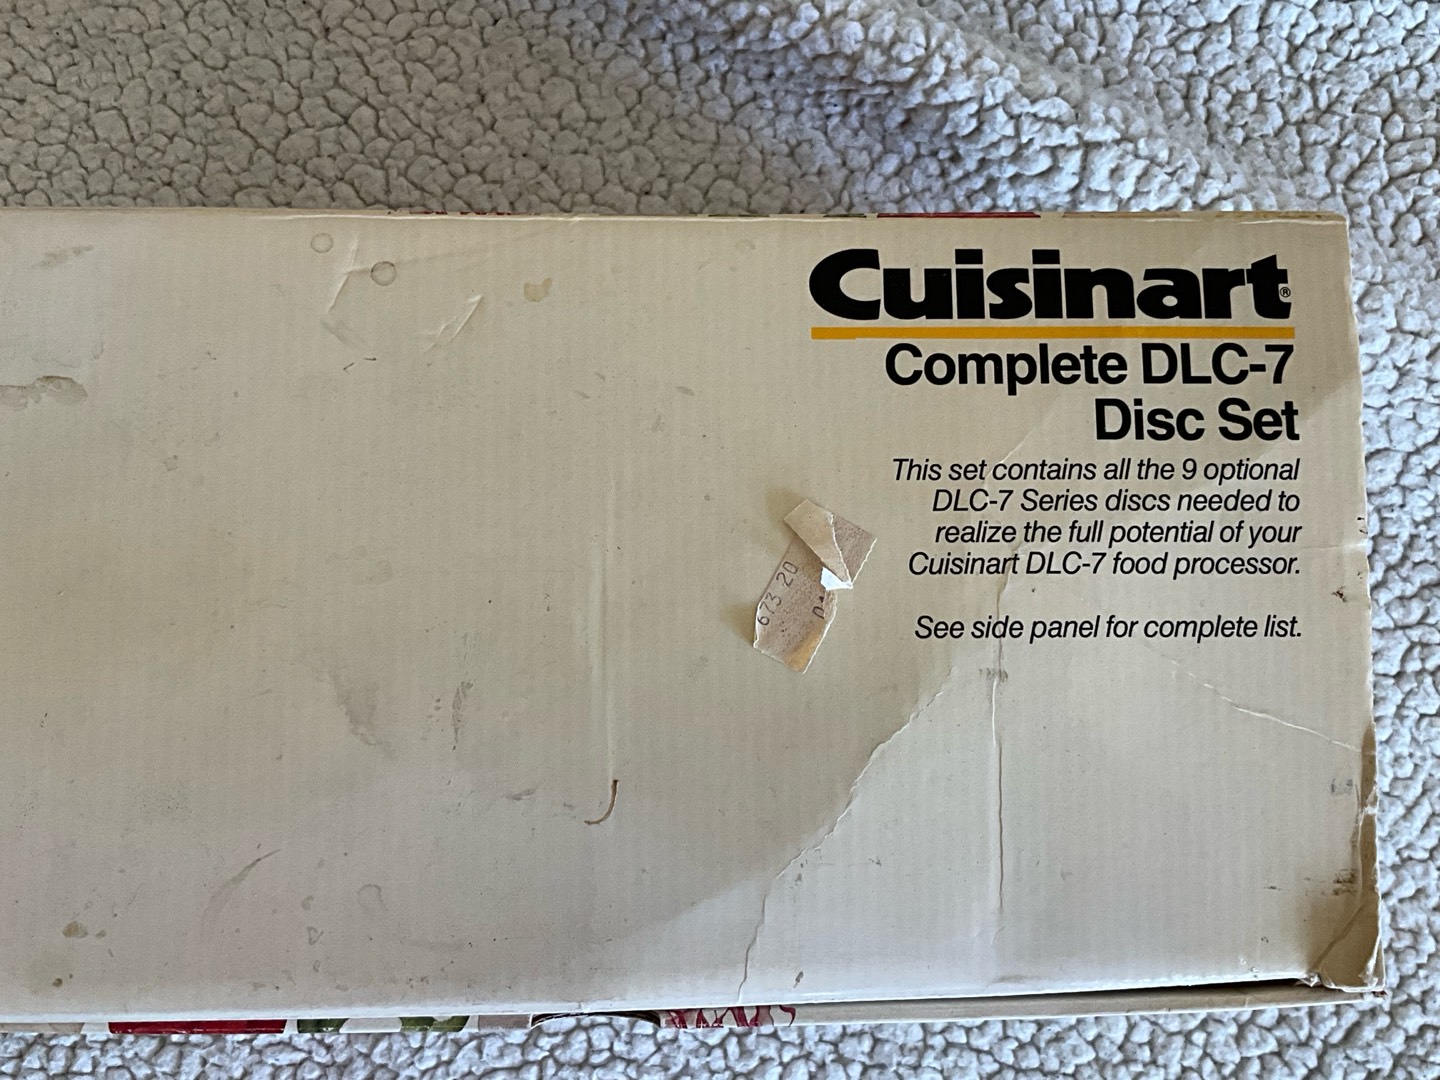 Cuisinart®
Complete DLC-7
Disc Set
This set contains all the 9 optional
DLC-7 Series discs needed to
realize the full potential of your
Cuisinart DLC-7 food processor.
See side panel for complete list.
673 20